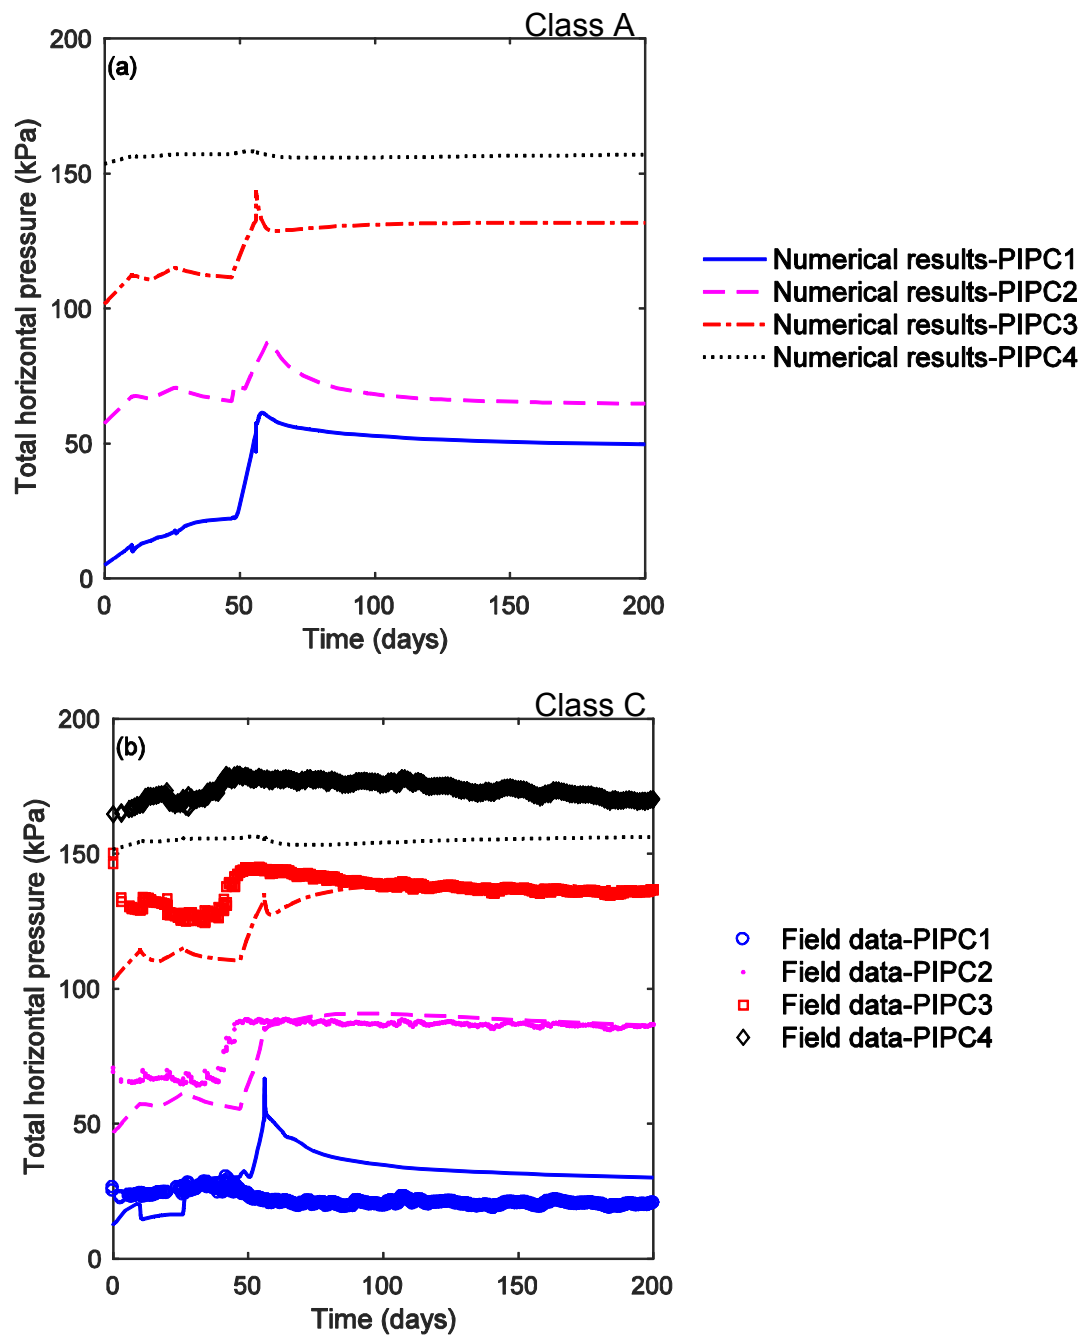 Class A
(a)
200
150
100
50
0
0 50 100 150 200
Total horizontal pressure (kPa)
Time (days)
Numerical results-PIPC1
Numerical results-PIPC2
Numerical results-PIPC3
Numerical results-PIPC4
Class C
(b)
200
150
100
50
0
0 50 100 150 200
Total horizontal pressure (kPa)
Time (days)
Field data-PIPC1
Field data-PIPC2
Field data-PIPC3
Field data-PIPC4